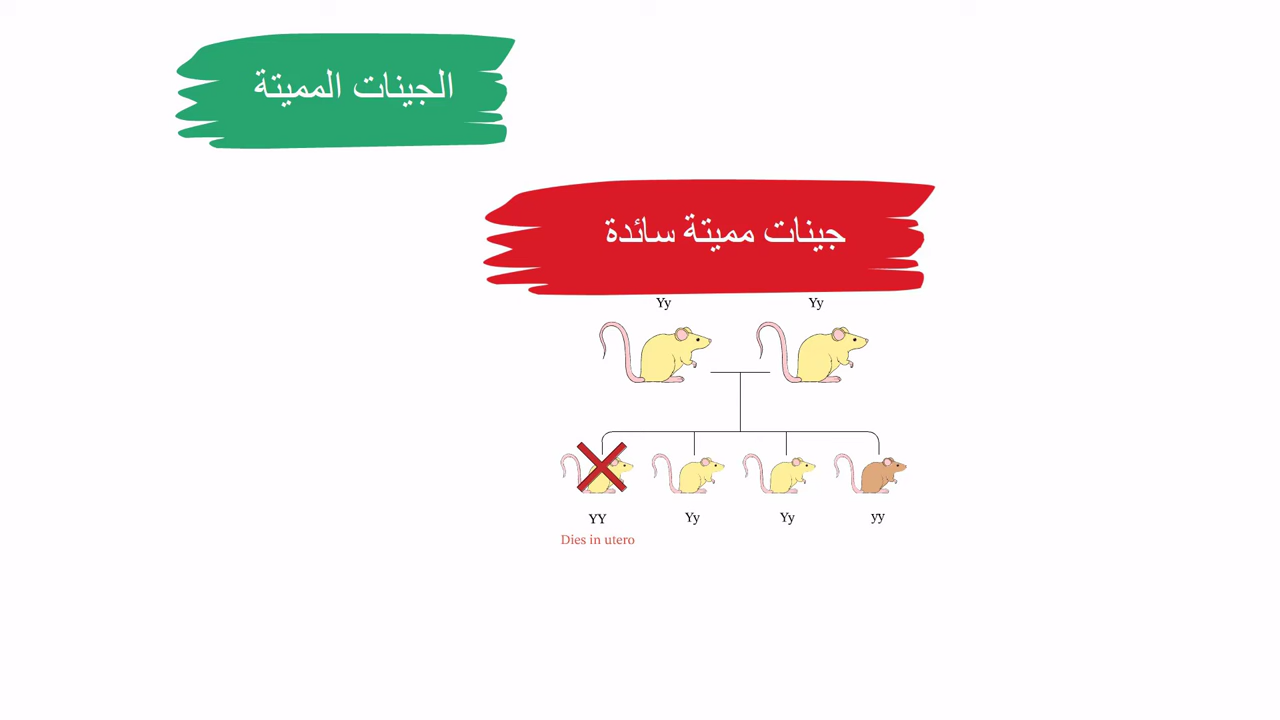 الجينات المميتة
جينات مميتة سائدة
Yy Yy
YY Yy Yy yy
Dies in utero